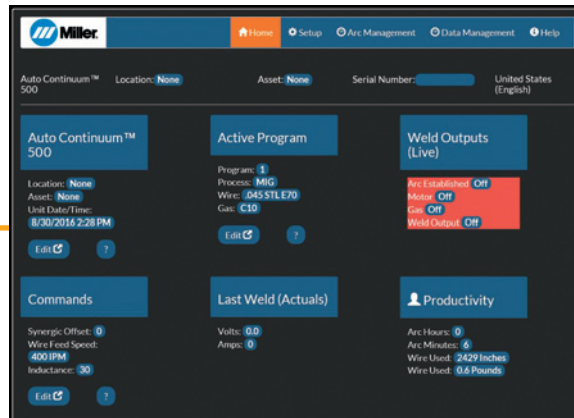 Miller
Home Setup Arc Management Data Management Help
Auto Continuum™ 500 Location: None Asset: None Serial Number: United States (English)
Auto Continuum™ 500
Location: None
Asset: None
Unit Date/Time:
8/30/2016 2:28 PM
Edit ?
Active Program
Program: 1
Process: MIG
Wire: .045 STL E70
Gas: C10
Edit ?
Weld Outputs (Live)
Arc Established Off
Motor Off
Gas Off
Weld Output Off
Commands
Synergic Offset: 0
Wire Feed Speed:
400 IPM
Inductance: 30
Edit ?
Last Weld (Actuals)
Volts: 0.0
Amps: 0
Productivity
Arc Hours: 0
Arc Minutes: 6
Wire Used: 2429 Inches
Wire Used: 0.6 Pounds